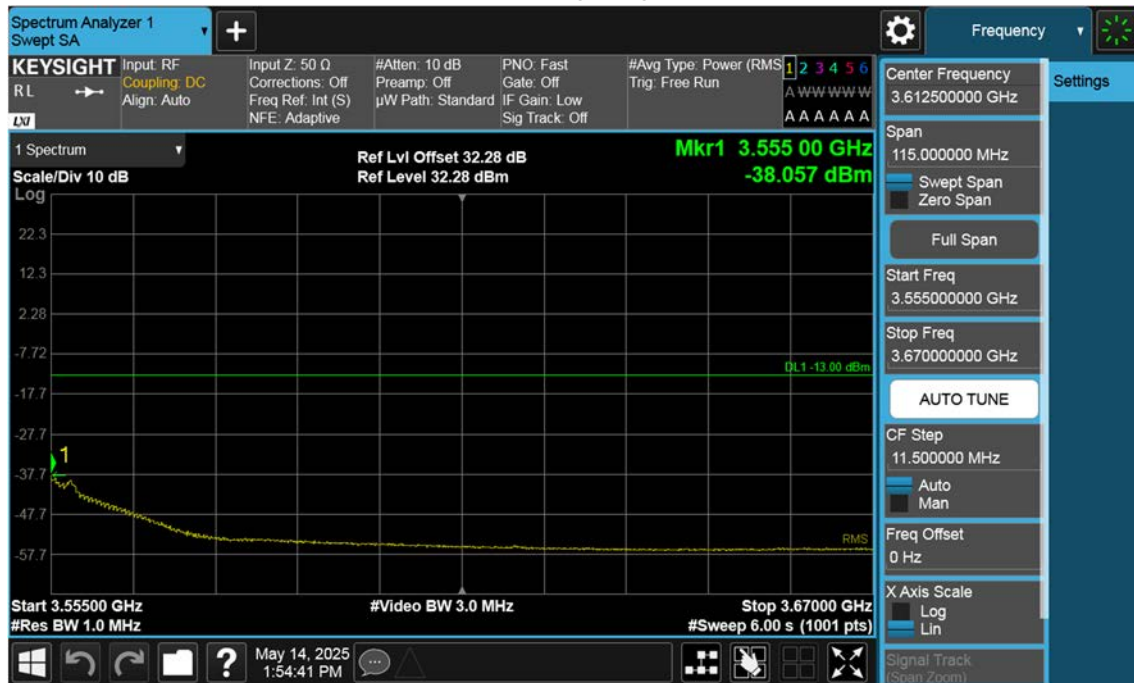 Spectrum Analyzer 1
Swept SA
+
Frequency
KEYSIGHT
RL
LXI
Input: RF
Coupling: DC
Align: Auto
Input Z: 50 Ω
Corrections: Off
Freq Ref: Int (S)
NFE: Adaptive
#Atten: 10 dB
Preamp: Off
µW Path: Standard
PNO: Fast
Gate: Off
IF Gain: Low
Sig Track: Off
#Avg Type: Power (RMS
Trig: Free Run
1 2 3 4 5 6
A W W W W W
A A A A A A
1 Spectrum
Scale/Div 10 dB
Log
Ref Lvl Offset 32.28 dB
Ref Level 32.28 dBm
Mkr1 3.555 00 GHz
-38.057 dBm
22.3
12.3
2.28
-7.72
DL1 -13.00 dBm
-17.7
-27.7
1
-37.7
-47.7
RMS
-57.7
Start 3.55500 GHz
#Res BW 1.0 MHz
#Video BW 3.0 MHz
Stop 3.67000 GHz
#Sweep 6.00 s (1001 pts)
?
May 14, 2025
1:54:41 PM
Center Frequency
3.612500000 GHz
Span
115.000000 MHz
Swept Span
Zero Span
Full Span
Start Freq
3.555000000 GHz
Stop Freq
3.670000000 GHz
AUTO TUNE
CF Step
11.500000 MHz
Auto
Man
Freq Offset
0 Hz
X Axis Scale
Log
Lin
Signal Track
(Span Zoom)
Settings